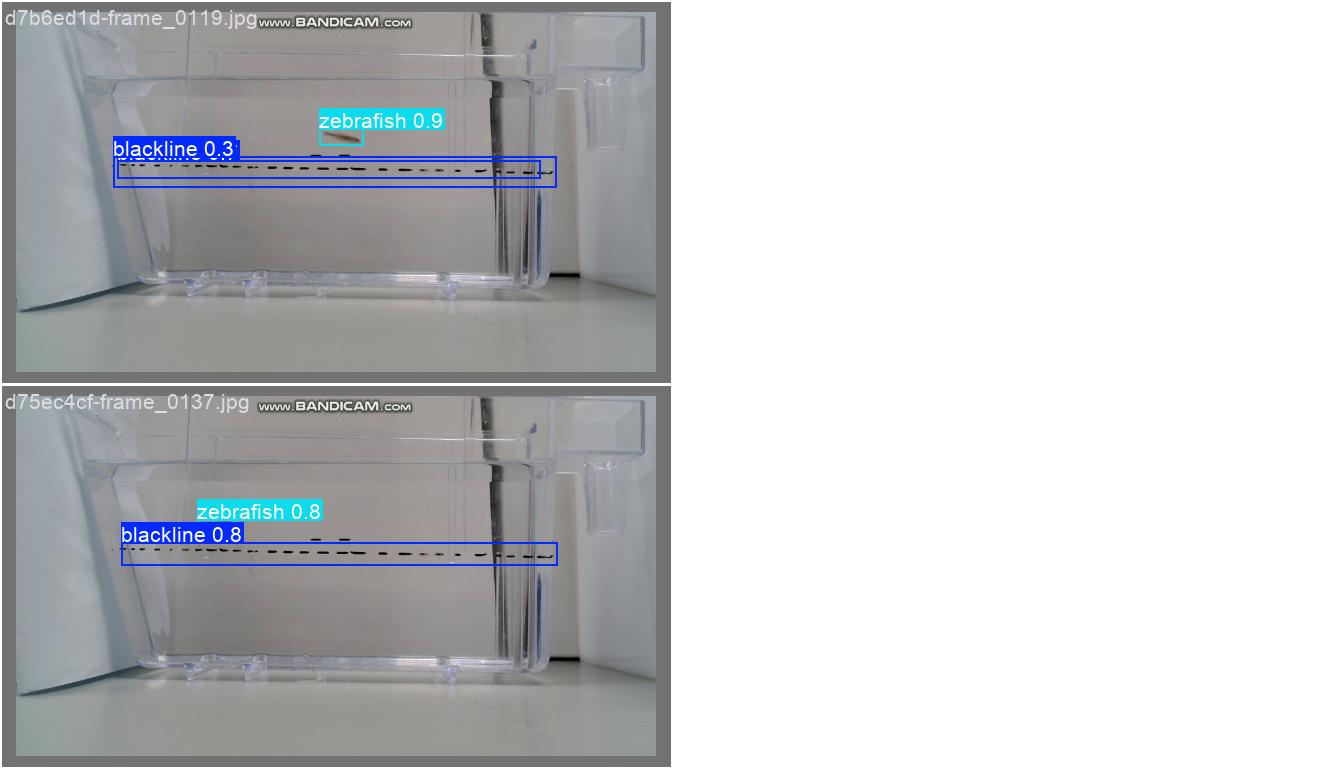 d7b6ed1d-frame_0119.jpg
www.BANDICAM.com
zebrafish 0.9
blackline 0.3
d75ec4cf-frame_0137.jpg
www.BANDICAM.com
zebrafish 0.8
blackline 0.8